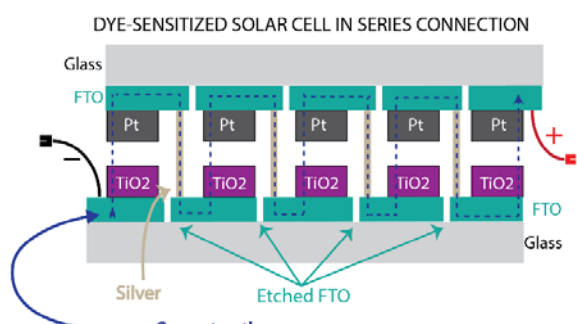 DYE-SENSITIZED SOLAR CELL IN SERIES CONNECTION
Glass
FTO
Pt Pt Pt Pt Pt
− +
TiO2 TiO2 TiO2 TiO2 TiO2
FTO
Glass
Silver
Etched FTO